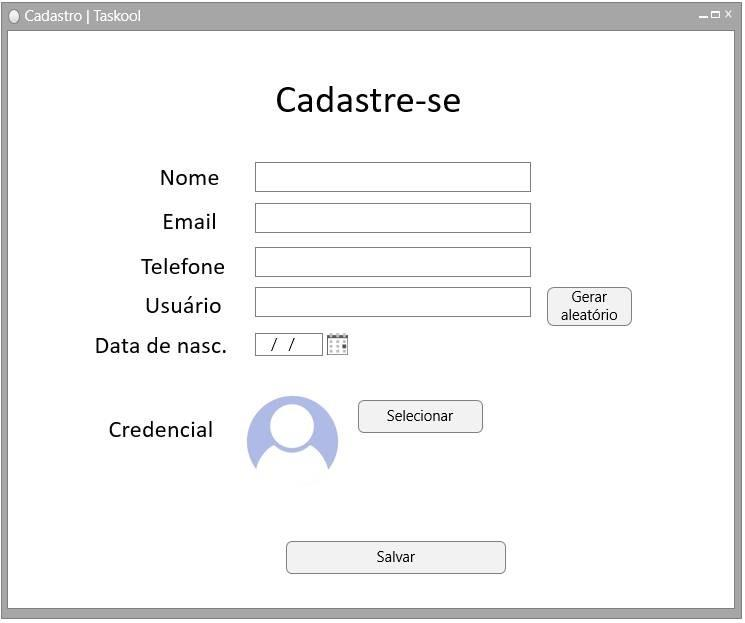 Cadastro | Taskool
Cadastre-se
Nome
Email
Telefone
Usuário
Gerar
aleatório
Data de nasc.
/ /
Credencial
Selecionar
Salvar